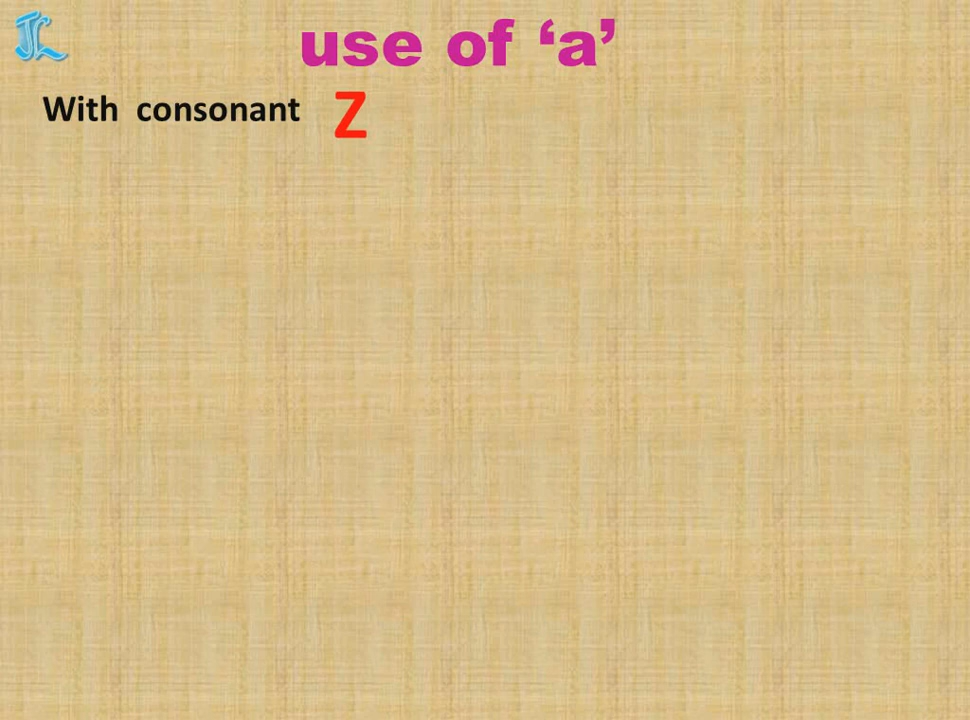 use of ‘a’
With consonant Z